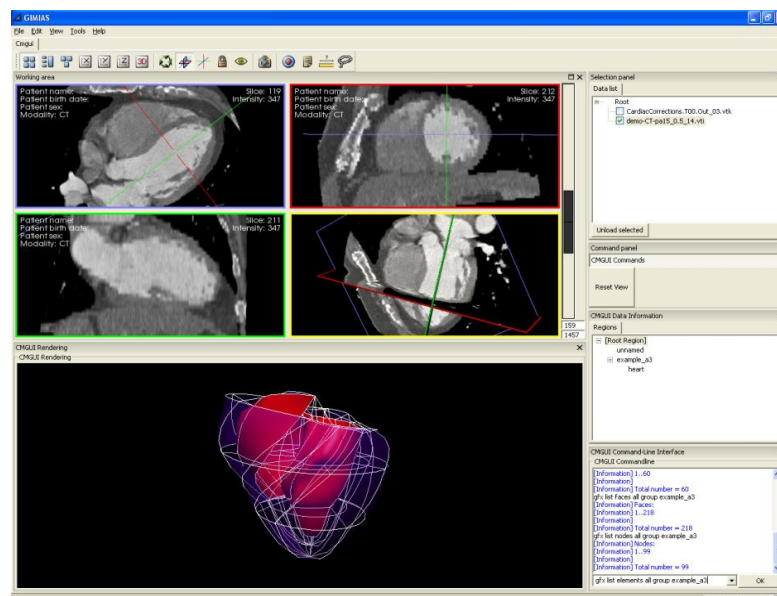 GIMIAS
File Edit View Tools Help
Cmgui
Working area
Patient name:
Patient birth date:
Patient sex:
Modality: CT
Slice: 119
Intensity: 347
Patient name:
Patient birth date:
Patient sex:
Modality: CT
Slice: 212
Intensity: 347
Patient name:
Patient birth date:
Patient sex:
Modality: CT
Slice: 211
Intensity: 347
159
1457
CMGUI Rendering
CMGUI Rendering
Selection panel
Data list
Root
CardiacCorrections.T00.Out_03.vtk
demo-CT-pa15_0.5_14.vti
Unload selected
Command panel
CMGUI Commands
Reset View
CMGUI Data Information
Regions
[Root Region]
unnamed
example_a3
heart
CMGUI Command-Line Interface
CMGUI Commandline
[Information] 1..60
[Information]
[Information] Total number = 60
gfx list faces all group example_a3
[Information] Faces:
[Information] 1..218
[Information]
[Information] Total number = 218
gfx list nodes all group example_a3
[Information] Nodes:
[Information] 1..99
[Information]
[Information] Total number = 99
gfx list elements all group example_a3
OK